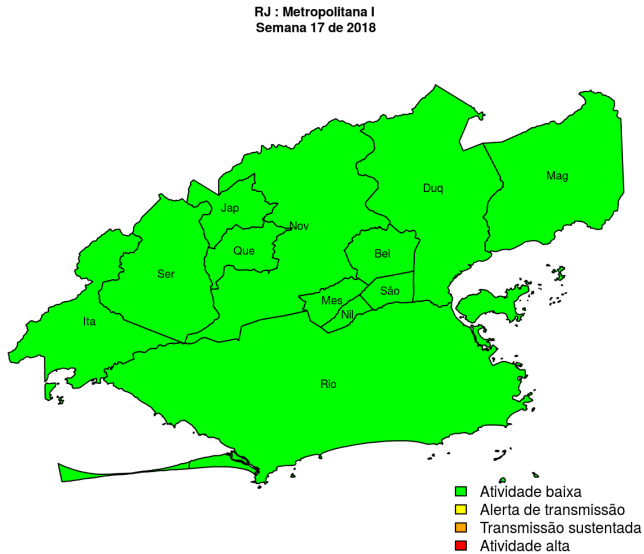 RJ : Metropolitana I
Semana 17 de 2018
Mag
Duq
Jap
Nov
Que
Bel
Ser
São
Mes
Nil
Ita
Rio
Atividade baixa
Alerta de transmissão
Transmissão sustentada
Atividade alta